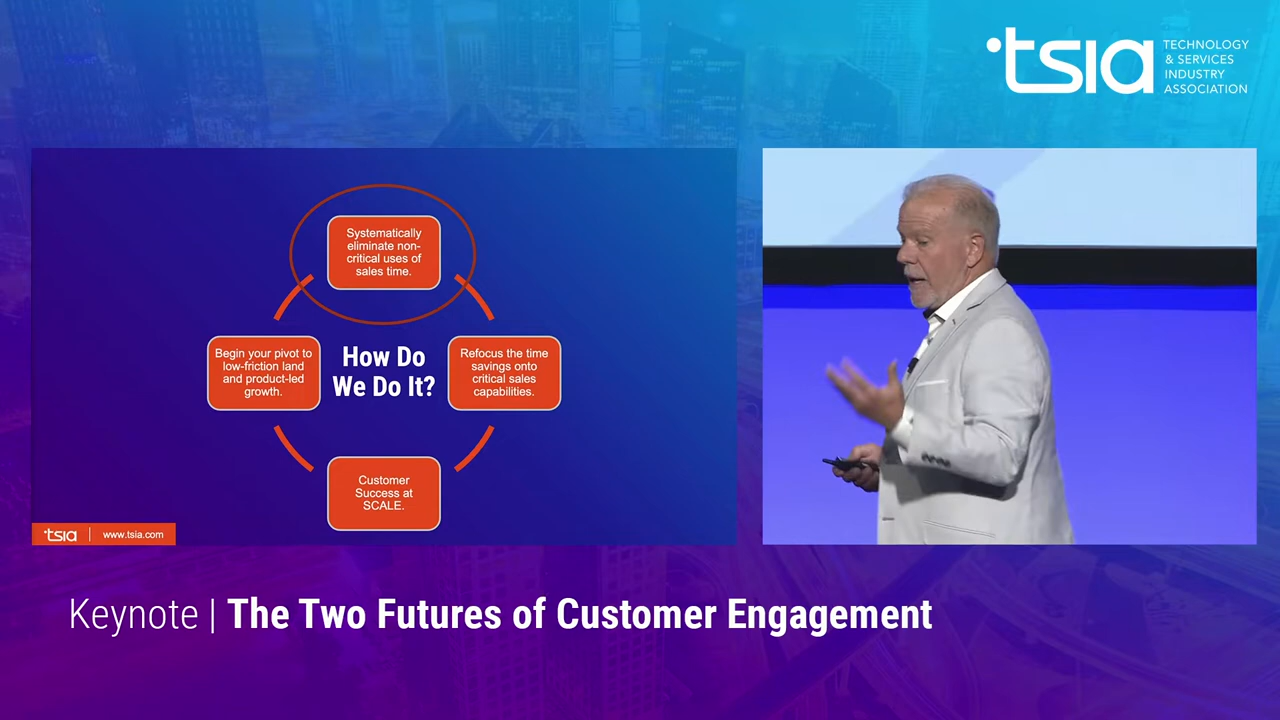 tsia
TECHNOLOGY
& SERVICES
INDUSTRY
ASSOCIATION
Systematically
eliminate non-
critical uses of
sales time.
Begin your pivot to
low-friction land
and product-led
growth.
How Do
We Do It?
Refocus the time
savings onto
critical sales
capabilities.
Customer
Success at
SCALE.
tsia | www.tsia.com
Keynote | The Two Futures of Customer Engagement